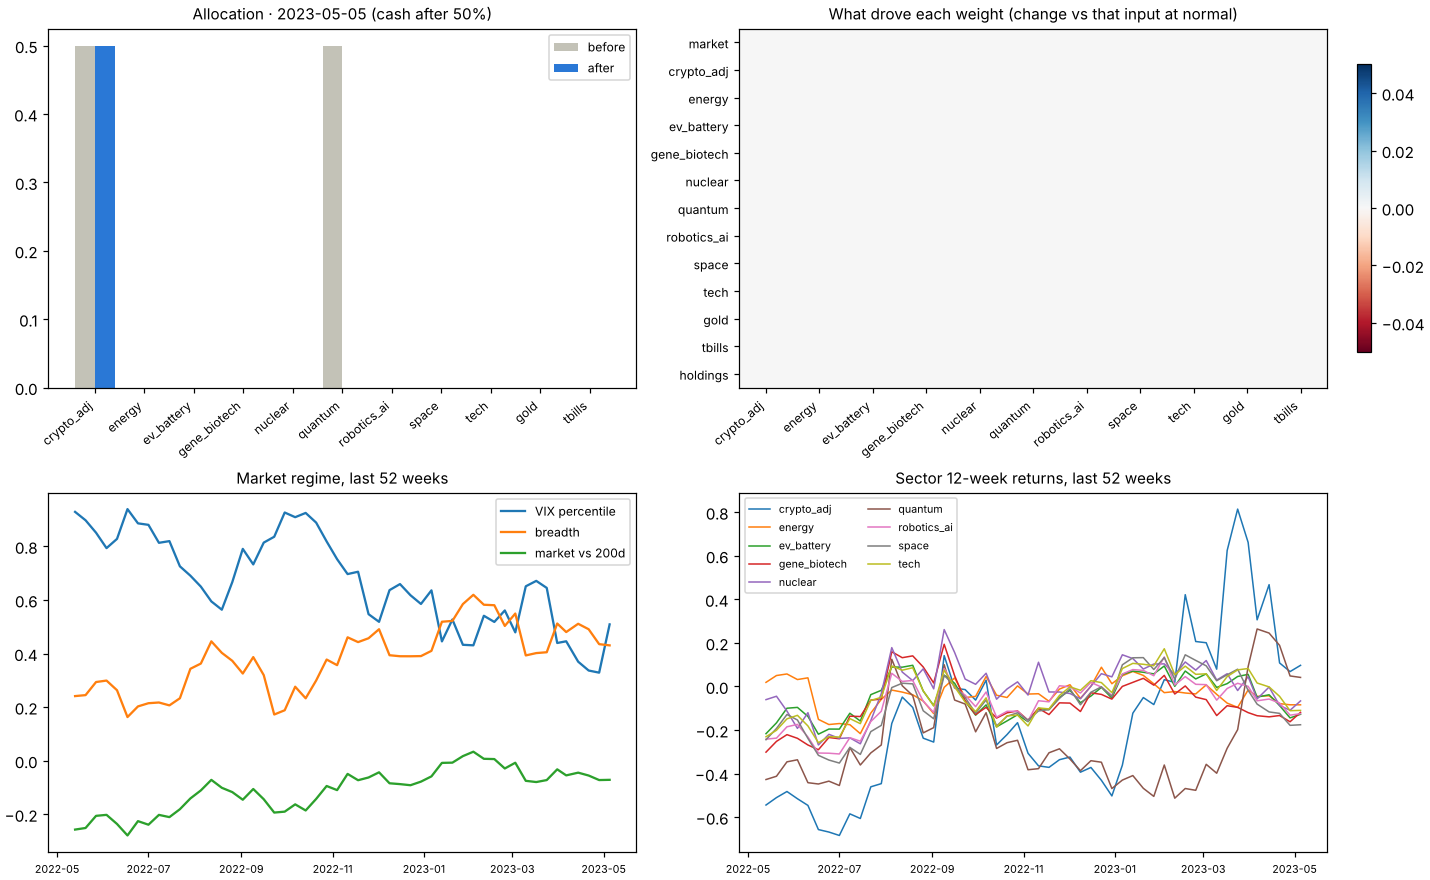 Allocation · 2023-05-05 (cash after 50%)
before
after
0.5
0.4
0.3
0.2
0.1
0.0
crypto_adj
energy
ev_battery
gene_biotech
nuclear
quantum
robotics_ai
space
tech
gold
tbills
What drove each weight (change vs that input at normal)
market
crypto_adj
energy
ev_battery
gene_biotech
nuclear
quantum
robotics_ai
space
tech
gold
tbills
holdings
crypto_adj
energy
ev_battery
gene_biotech
nuclear
quantum
robotics_ai
space
tech
gold
tbills
0.04
0.02
0.00
−0.02
−0.04
Market regime, last 52 weeks
VIX percentile
breadth
market vs 200d
0.8
0.6
0.4
0.2
0.0
−0.2
2022-05
2022-07
2022-09
2022-11
2023-01
2023-03
2023-05
Sector 12-week returns, last 52 weeks
crypto_adj
energy
ev_battery
gene_biotech
nuclear
quantum
robotics_ai
space
tech
0.8
0.6
0.4
0.2
0.0
−0.2
−0.4
−0.6
2022-05
2022-07
2022-09
2022-11
2023-01
2023-03
2023-05